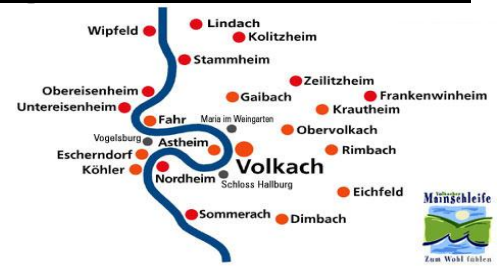 Lindach
Wipfeld
Kolitzheim
Stammheim
Zeilitzheim
Obereisenheim
Gaibach
Frankenwinheim
Untereisenheim
Krautheim
Fahr
Maria im Weingarten
Obervolkach
Vogelsburg
Astheim
Rimbach
Escherndorf
Volkach
Köhler
Nordheim
Schloss Hallburg
Eichfeld
Sommerach
Dimbach
Volkacher
Mainschleife
Zum Wohl fühlen